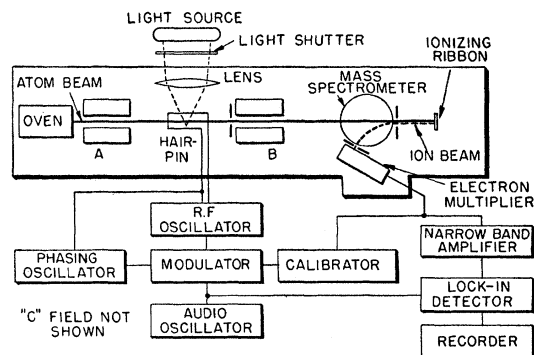 LIGHT SOURCE
LIGHT SHUTTER
IONIZING
RIBBON
LENS
MASS
SPECTROMETER
ATOM BEAM
OVEN
A
HAIR-
PIN
B
ION BEAM
ELECTRON
MULTIPLIER
R.F
OSCILLATOR
NARROW BAND
AMPLIFIER
PHASING
OSCILLATOR
MODULATOR
CALIBRATOR
LOCK-IN
DETECTOR
"C" FIELD NOT
SHOWN
AUDIO
OSCILLATOR
RECORDER